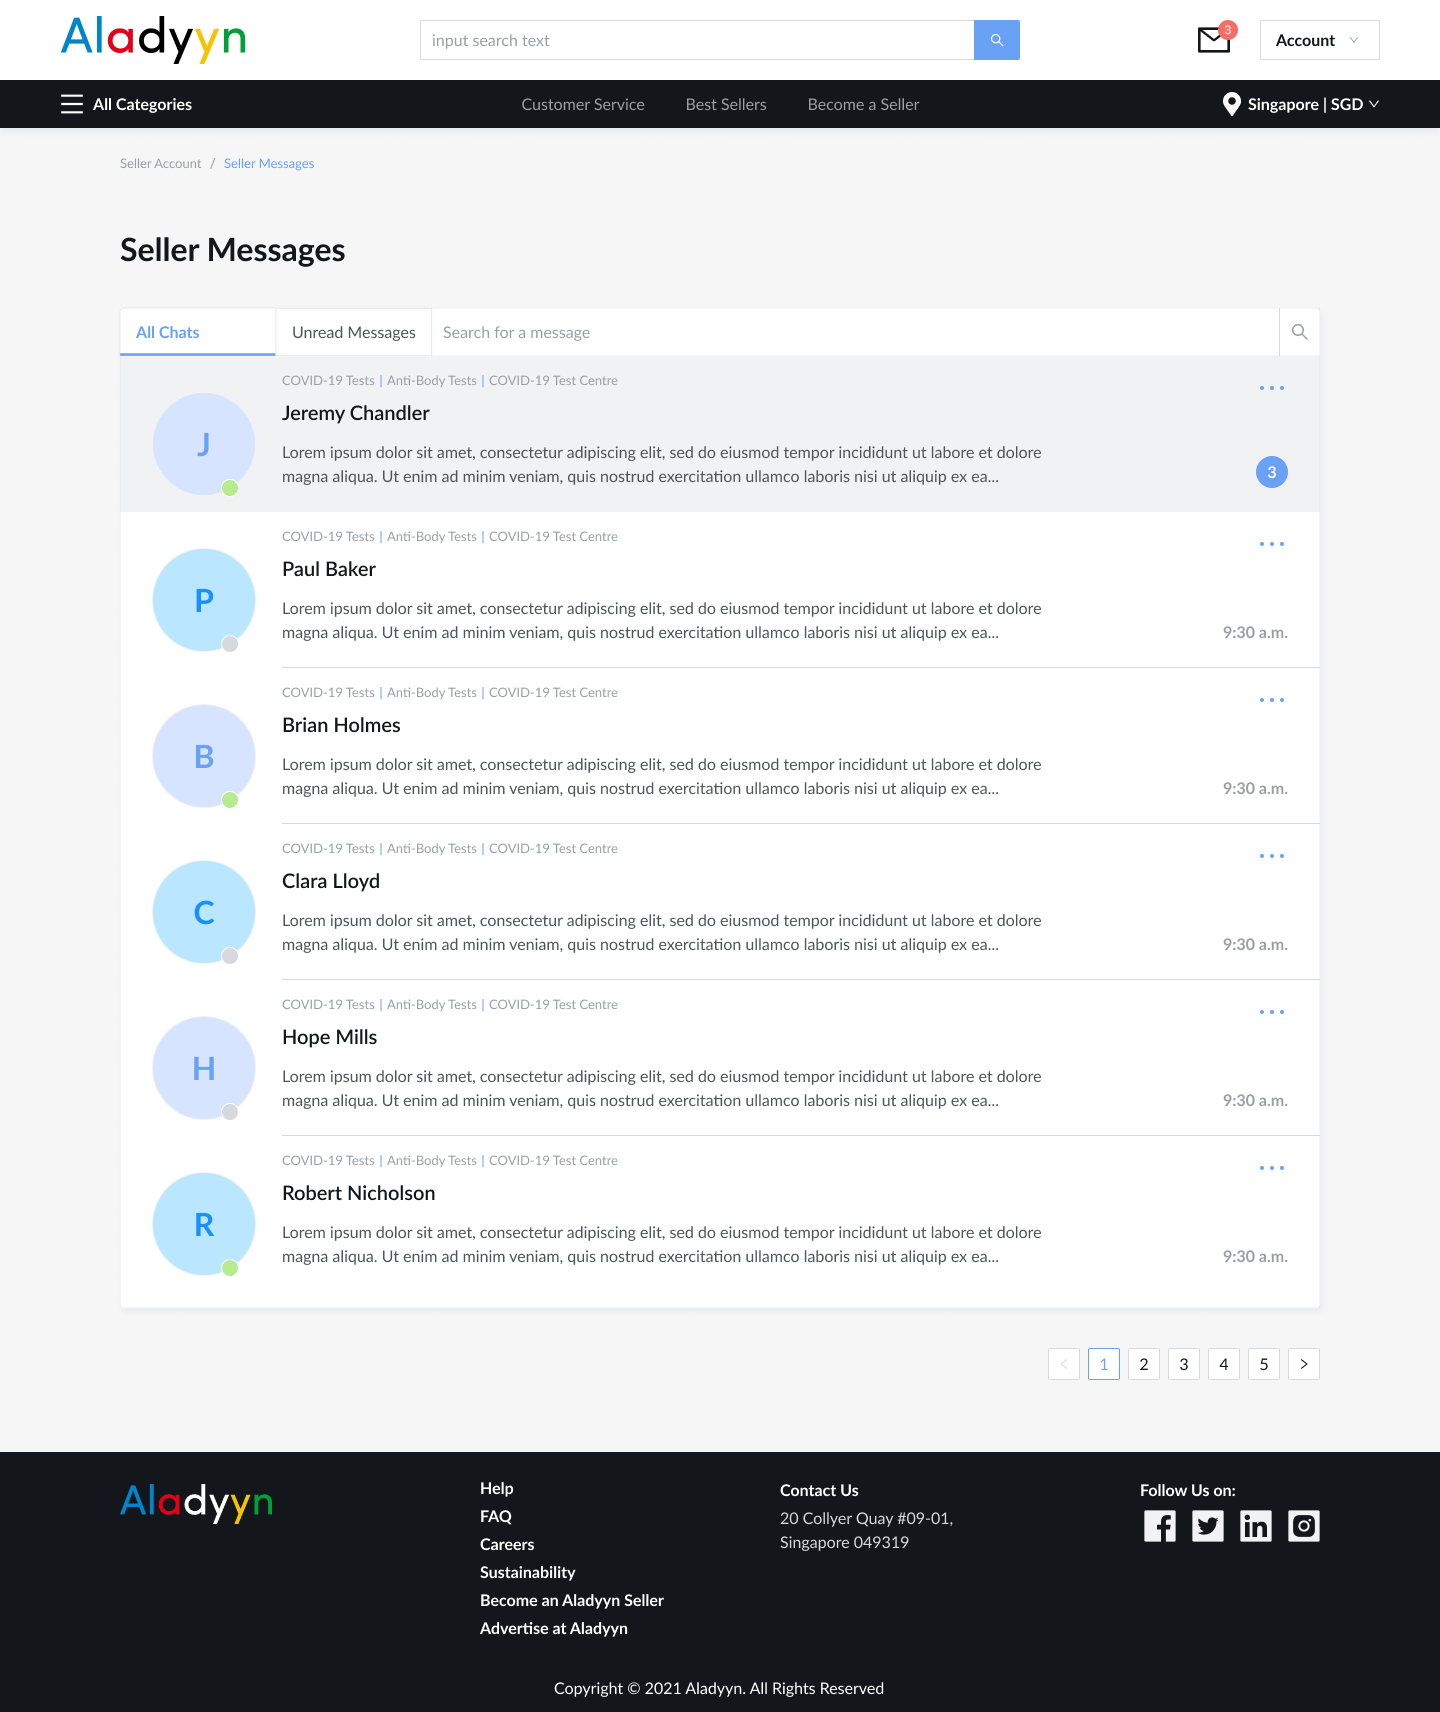 Aladyyn
input search text
3
Account
All Categories
Customer Service
Best Sellers
Become a Seller
Singapore | SGD
Seller Account / Seller Messages
Seller Messages
All Chats
Unread Messages
Search for a message
COVID-19 Tests | Anti-Body Tests | COVID-19 Test Centre
J
Jeremy Chandler
Lorem ipsum dolor sit amet, consectetur adipiscing elit, sed do eiusmod tempor incididunt ut labore et dolore
magna aliqua. Ut enim ad minim veniam, quis nostrud exercitation ullamco laboris nisi ut aliquip ex ea...
3
COVID-19 Tests | Anti-Body Tests | COVID-19 Test Centre
P
Paul Baker
Lorem ipsum dolor sit amet, consectetur adipiscing elit, sed do eiusmod tempor incididunt ut labore et dolore
magna aliqua. Ut enim ad minim veniam, quis nostrud exercitation ullamco laboris nisi ut aliquip ex ea...
9:30 a.m.
COVID-19 Tests | Anti-Body Tests | COVID-19 Test Centre
B
Brian Holmes
Lorem ipsum dolor sit amet, consectetur adipiscing elit, sed do eiusmod tempor incididunt ut labore et dolore
magna aliqua. Ut enim ad minim veniam, quis nostrud exercitation ullamco laboris nisi ut aliquip ex ea...
9:30 a.m.
COVID-19 Tests | Anti-Body Tests | COVID-19 Test Centre
C
Clara Lloyd
Lorem ipsum dolor sit amet, consectetur adipiscing elit, sed do eiusmod tempor incididunt ut labore et dolore
magna aliqua. Ut enim ad minim veniam, quis nostrud exercitation ullamco laboris nisi ut aliquip ex ea...
9:30 a.m.
COVID-19 Tests | Anti-Body Tests | COVID-19 Test Centre
H
Hope Mills
Lorem ipsum dolor sit amet, consectetur adipiscing elit, sed do eiusmod tempor incididunt ut labore et dolore
magna aliqua. Ut enim ad minim veniam, quis nostrud exercitation ullamco laboris nisi ut aliquip ex ea...
9:30 a.m.
COVID-19 Tests | Anti-Body Tests | COVID-19 Test Centre
R
Robert Nicholson
Lorem ipsum dolor sit amet, consectetur adipiscing elit, sed do eiusmod tempor incididunt ut labore et dolore
magna aliqua. Ut enim ad minim veniam, quis nostrud exercitation ullamco laboris nisi ut aliquip ex ea...
9:30 a.m.
< 1 2 3 4 5 >
Aladyyn
Help
FAQ
Careers
Sustainability
Become an Aladyyn Seller
Advertise at Aladyyn
Contact Us
20 Collyer Quay #09-01,
Singapore 049319
Follow Us on:
Copyright © 2021 Aladyyn. All Rights Reserved